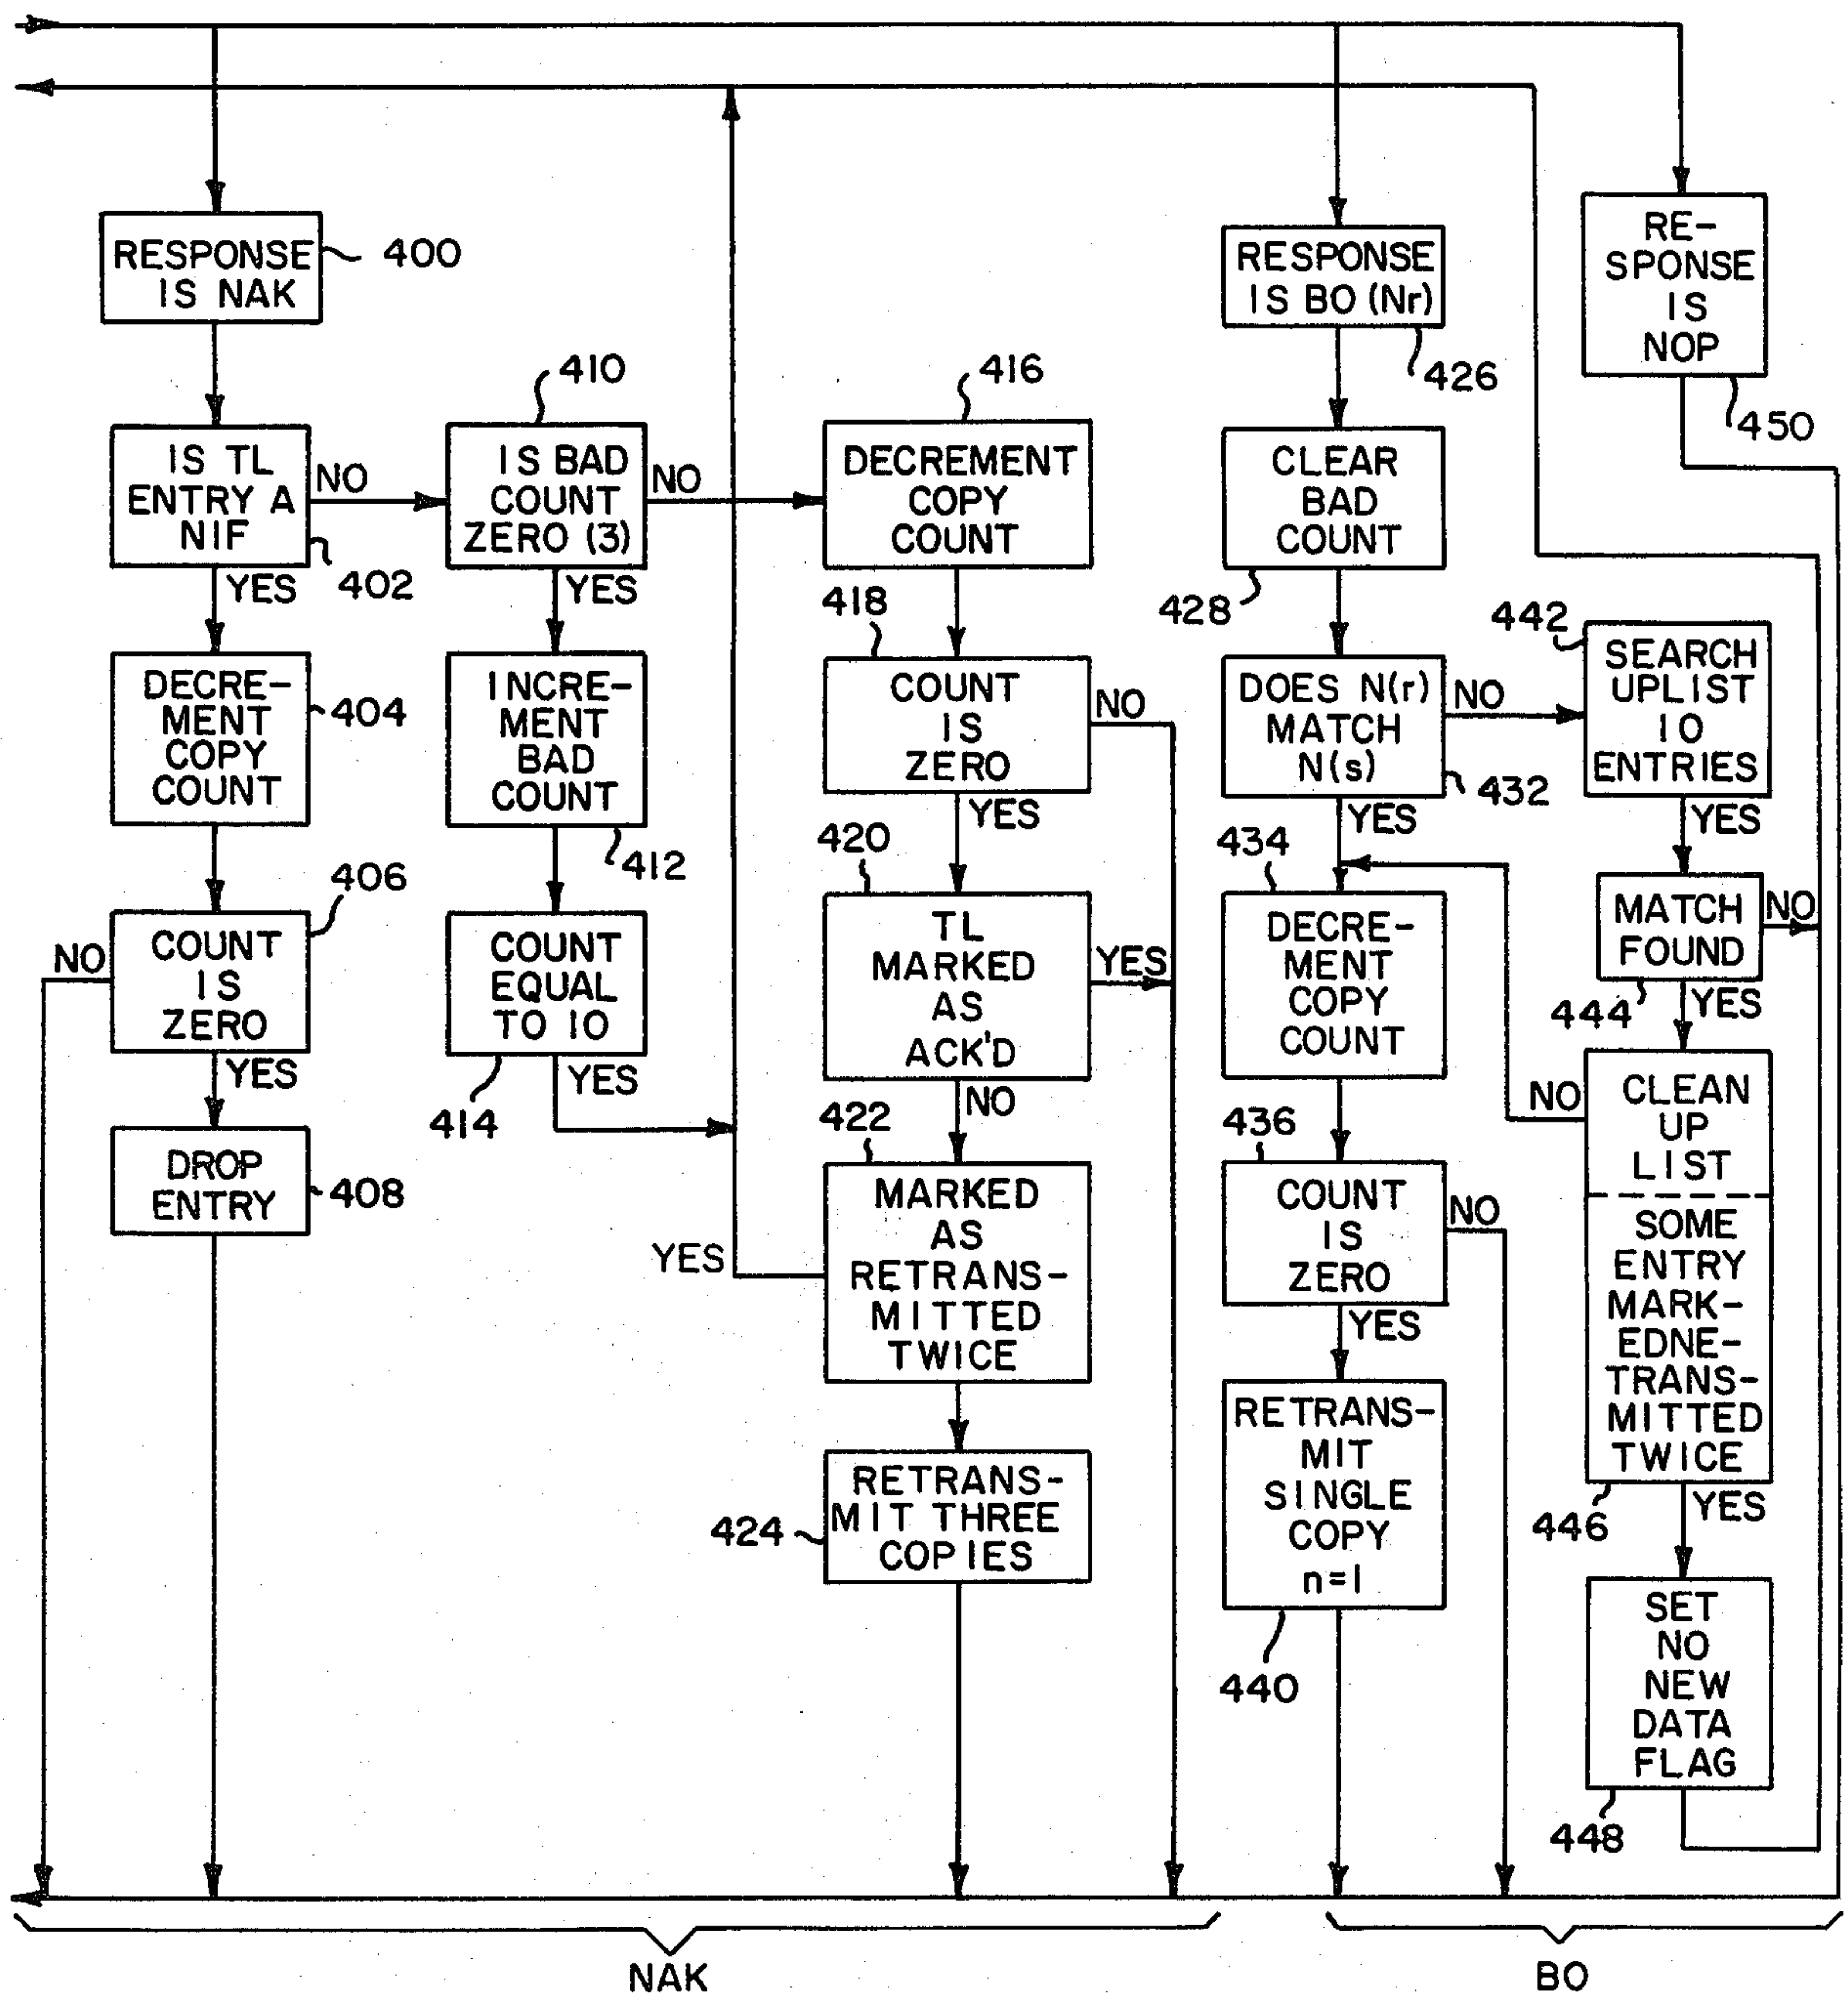 RESPONSE
IS NAK
400
IS TL
ENTRY A
NIF
402
NO
YES
DECRE-
MENT
COPY
COUNT
404
COUNT
IS
ZERO
406
NO
YES
DROP
ENTRY
408
410
IS BAD
COUNT
ZERO (3)
NO
YES
INCRE-
MENT
BAD
COUNT
412
COUNT
EQUAL
TO 10
414
YES
416
DECREMENT
COPY
COUNT
418
COUNT
IS
ZERO
NO
YES
420
TL
MARKED
AS
ACK'D
YES
NO
422
MARKED
AS
RETRANS-
MITTED
TWICE
YES
RETRANS-
MIT THREE
COPIES
424
RESPONSE
IS BO (Nr)
426
CLEAR
BAD
COUNT
428
DOES N(r)
MATCH
N(s)
432
NO
YES
434
DECRE-
MENT
COPY
COUNT
436
COUNT
IS
ZERO
NO
YES
RETRANS-
MIT
SINGLE
COPY
n=1
440
442
SEARCH
UPLIST
10
ENTRIES
YES
MATCH
FOUND
444
NO
YES
CLEAN
UP
LIST
NO
SOME
ENTRY
MARK-
EDNE-
TRANS-
MITTED
TWICE
446
YES
SET
NO
NEW
DATA
FLAG
448
RE-
SPONSE
IS
NOP
450
NAK
BO